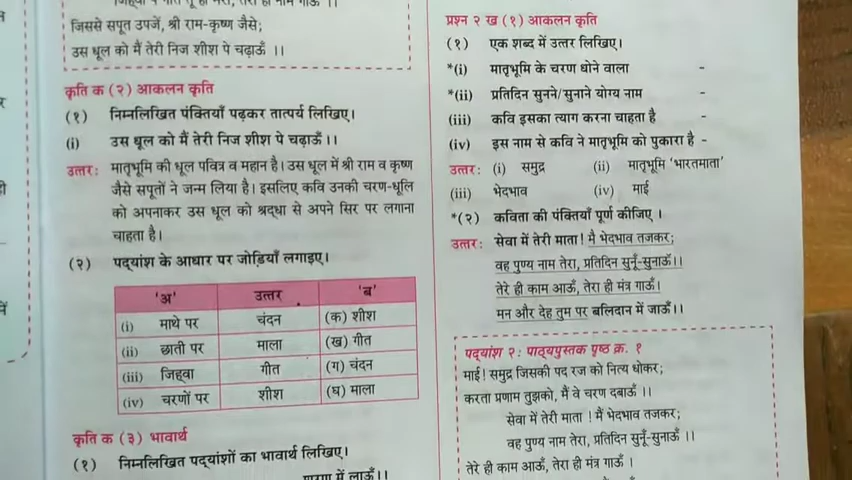 जिससे सपूत उपजें, श्री राम-कृष्ण जैसे;
उस धूल को मैं तेरी निज शीश पे चढ़ाऊँ ।।
कृति क (२) आकलन कृति
(१) निम्नलिखित पंक्तियाँ पढ़कर तात्पर्य लिखिए।
(i) उस धूल को मैं तेरी निज शीश पे चढ़ाऊँ ।।
उत्तर: मातृभूमि की धूल पवित्र व महान है। उस धूल में श्री राम व कृष्ण
जैसे सपूतों ने जन्म लिया है। इसलिए कवि उनकी चरण-धूलि
को अपनाकर उस धूल को श्रद्धा से अपने सिर पर लगाना
चाहता है।
(२) पद्यांश के आधार पर जोड़ियाँ लगाइए।
'अ' उत्तर 'ब'
(i) माथे पर चंदन (क) शीश
(ii) छाती पर माला (ख) गीत
(iii) जिह्वा गीत (ग) चंदन
(iv) चरणों पर शीश (घ) माला
कृति क (३) भावार्थ
(१) निम्नलिखित पद्यांशों का भावार्थ लिखिए।
में लाऊँ।।
प्रश्न २ ख (१) आकलन कृति
(१) एक शब्द में उत्तर लिखिए।
*(i) मातृभूमि के चरण धोने वाला -
*(ii) प्रतिदिन सुनने/सुनाने योग्य नाम -
(iii) कवि इसका त्याग करना चाहता है -
(iv) इस नाम से कवि ने मातृभूमि को पुकारा है -
उत्तर: (i) समुद्र (ii) मातृभूमि 'भारतमाता'
(iii) भेदभाव (iv) माई
*(२) कविता की पंक्तियाँ पूर्ण कीजिए ।
उत्तर: सेवा में तेरी माता! मै भेदभाव तजकर;
वह पुण्य नाम तेरा, प्रतिदिन सुनूँ-सुनाऊँ।।
तेरे ही काम आऊँ, तेरा ही मंत्र गाऊँ।
मन और देह तुम पर बलिदान में जाऊँ।।
पद्यांश २: पाठ्यपुस्तक पृष्ठ क्र. १
माई! समुद्र जिसकी पद रज को नित्य धोकर;
करता प्रणाम तुझको, मैं वे चरण दबाऊँ ।।
सेवा में तेरी माता ! मैं भेदभाव तजकर;
वह पुण्य नाम तेरा, प्रतिदिन सुनूँ-सुनाऊँ ।।
तेरे ही काम आऊँ, तेरा ही मंत्र गाऊँ ।